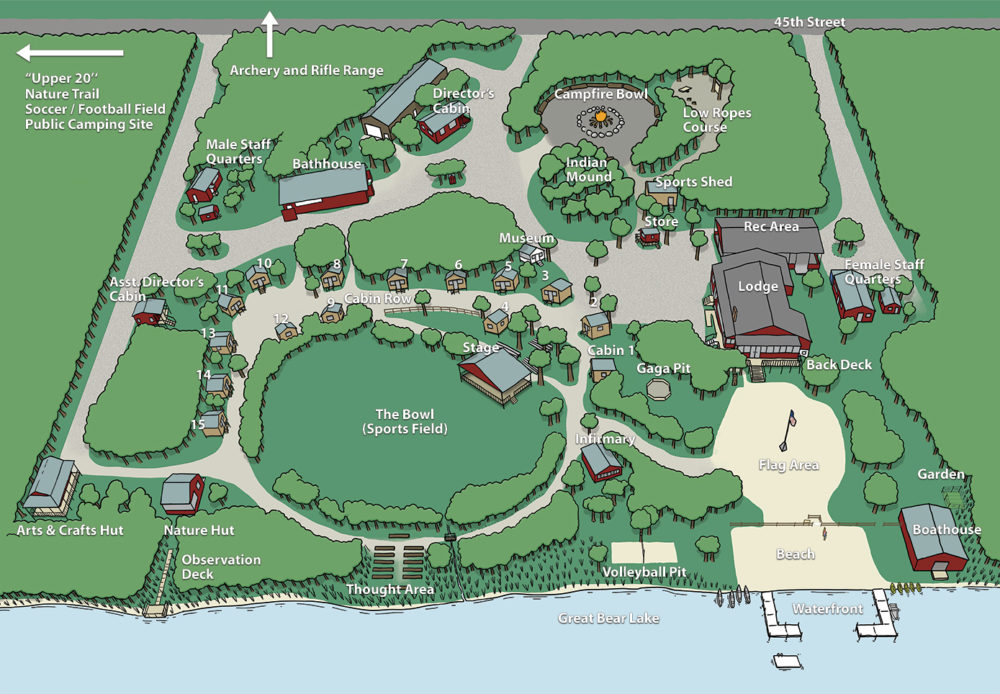 45th Street
"Upper 20"
Nature Trail
Soccer / Football Field
Public Camping Site
Archery and Rifle Range
Director's
Cabin
Campfire Bowl
Low Ropes
Course
Male Staff
Quarters
Bathhouse
Indian
Mound
Sports Shed
Store
Rec Area
Museum
Female Staff
Quarters
Lodge
Asst. Director's
Cabin
10
8
7
6
5
3
11
9
Cabin Row
4
2
12
13
Stage
Cabin 1
Gaga Pit
Back Deck
14
15
The Bowl
(Sports Field)
Infirmary
Flag Area
Garden
Arts & Crafts Hut
Nature Hut
Boathouse
Observation
Deck
Beach
Thought Area
Volleyball Pit
Great Bear Lake
Waterfront